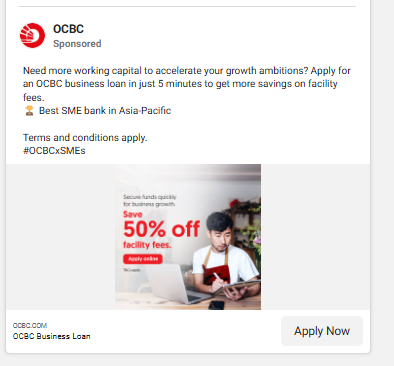 OCBC
Sponsored
Need more working capital to accelerate your growth ambitions? Apply for
an OCBC business loan in just 5 minutes to get more savings on facility
fees.
🏆 Best SME bank in Asia-Pacific
Terms and conditions apply.
#OCBCxSMEs
Secure funds quickly
for business growth.
Save
50% off
facility fees.
Apply online
T&Cs apply.
OCBC.COM
OCBC Business Loan
Apply Now